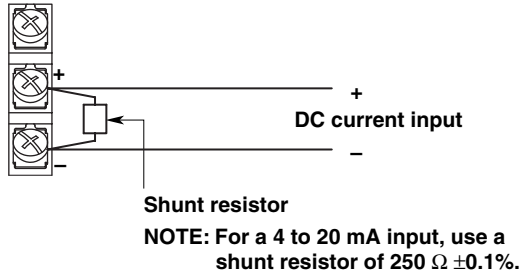 +
+
DC current input
–
–
Shunt resistor
NOTE: For a 4 to 20 mA input, use a
shunt resistor of 250 Ω ±0.1%.